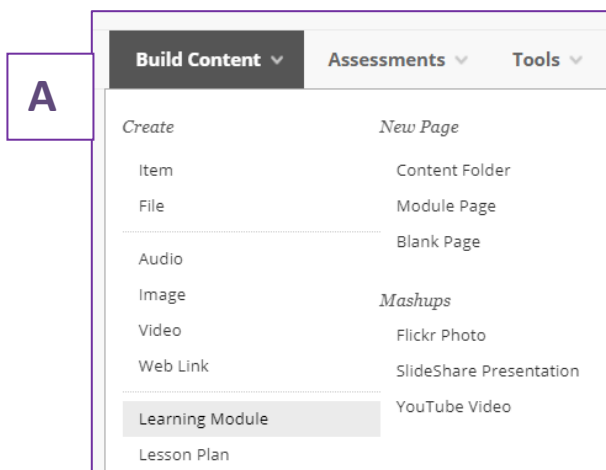 A
Build Content Assessments Tools
Create
Item
File
Audio
Image
Video
Web Link
Learning Module
Lesson Plan
New Page
Content Folder
Module Page
Blank Page
Mashups
Flickr Photo
SlideShare Presentation
YouTube Video